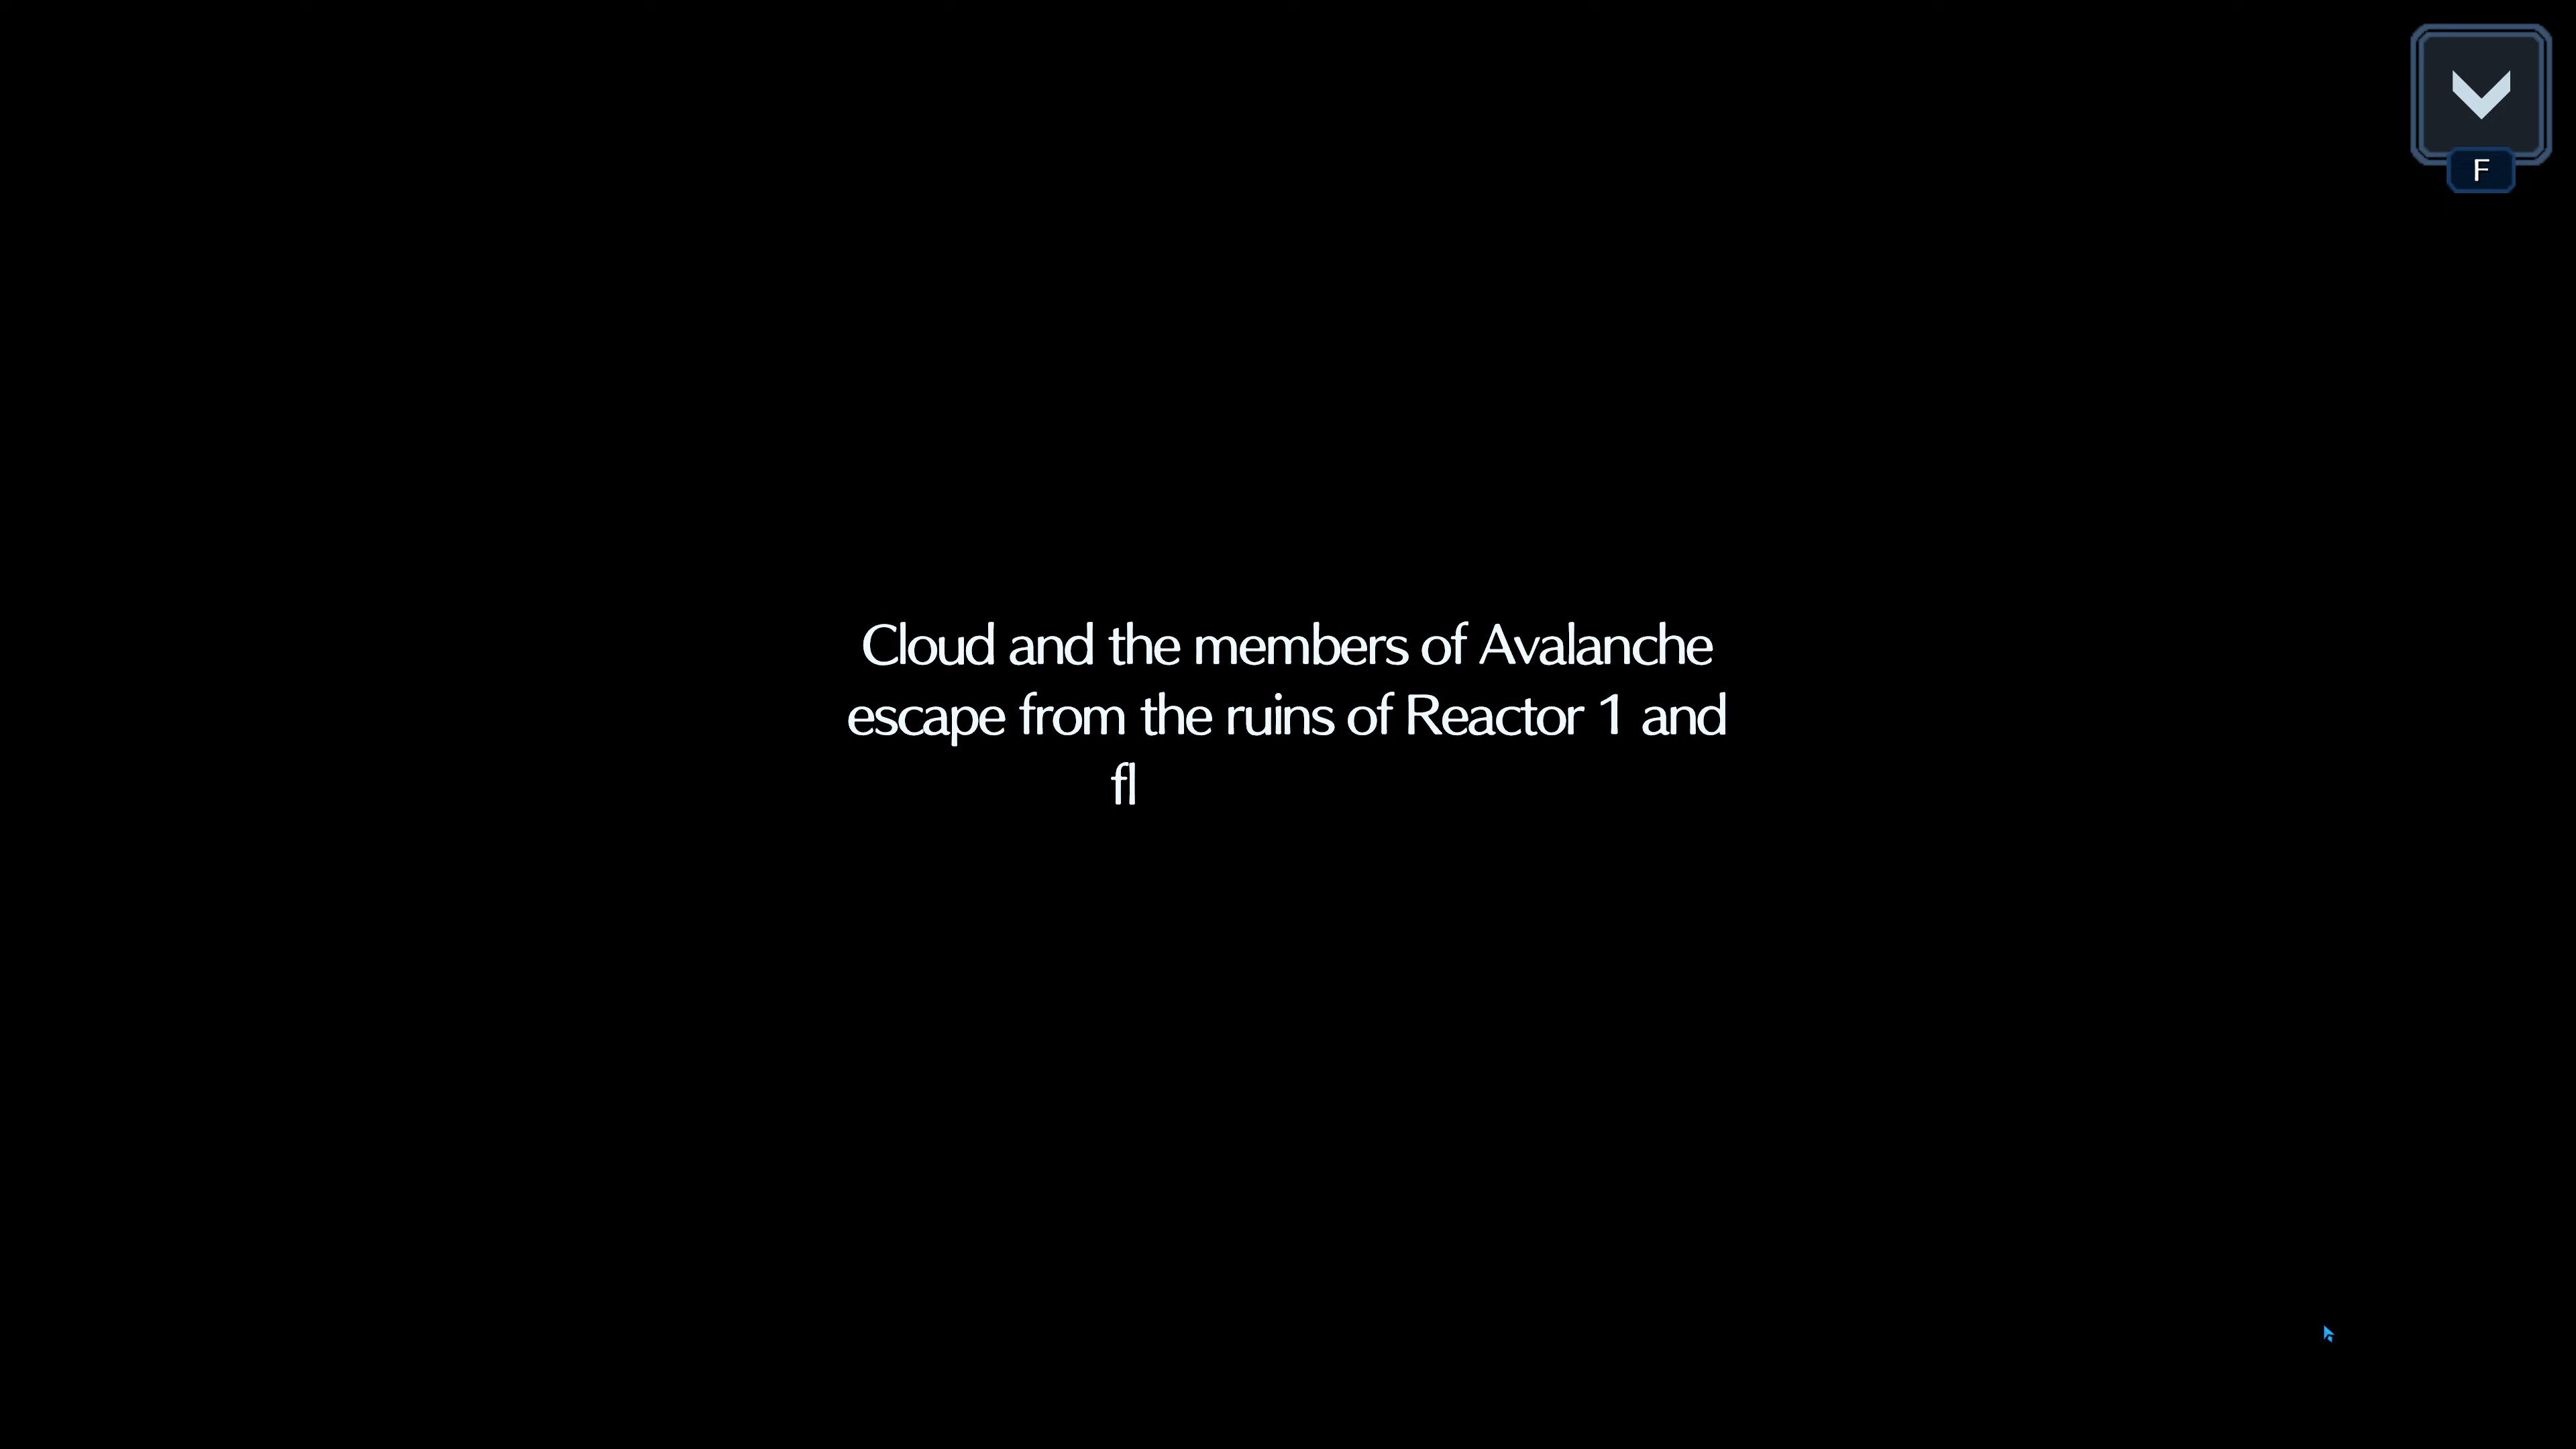 F
Cloud and the members of Avalanche
escape from the ruins of Reactor 1 and
fl